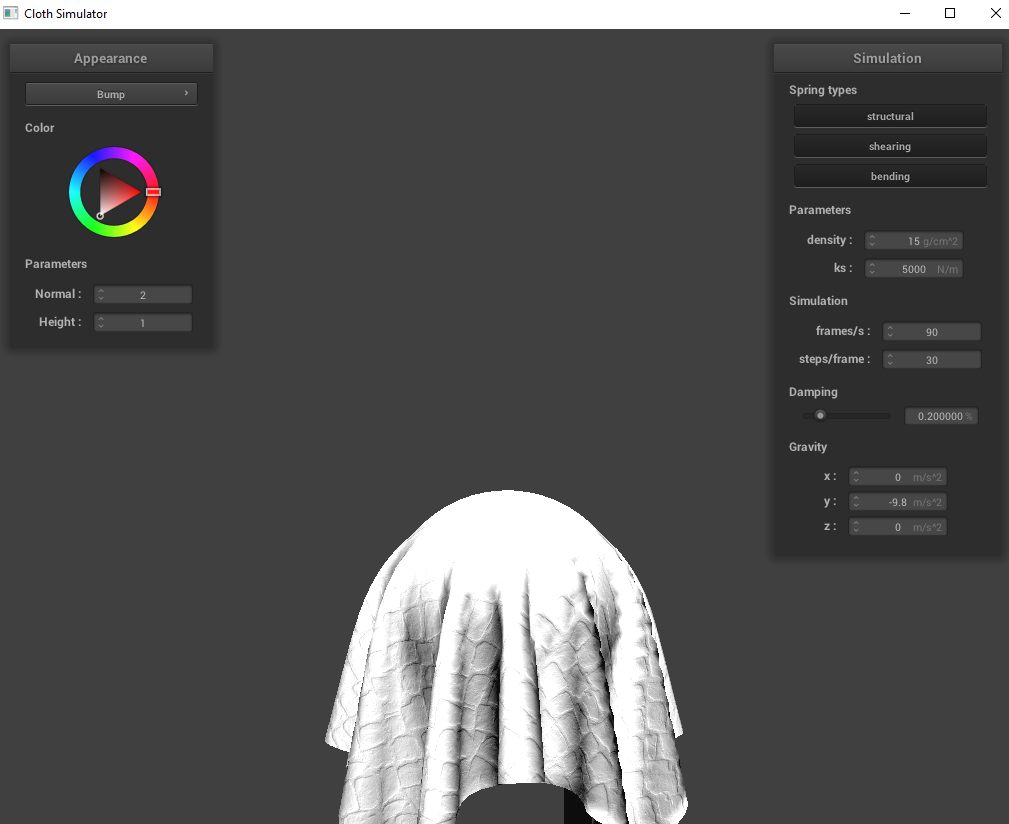 Cloth Simulator
Appearance
Bump
Color
Parameters
Normal : 2
Height : 1
Simulation
Spring types
structural
shearing
bending
Parameters
density : 15 g/cm^2
ks : 5000 N/m
Simulation
frames/s : 90
steps/frame : 30
Damping
0.200000 %
Gravity
x : 0 m/s^2
y : -9.8 m/s^2
z : 0 m/s^2